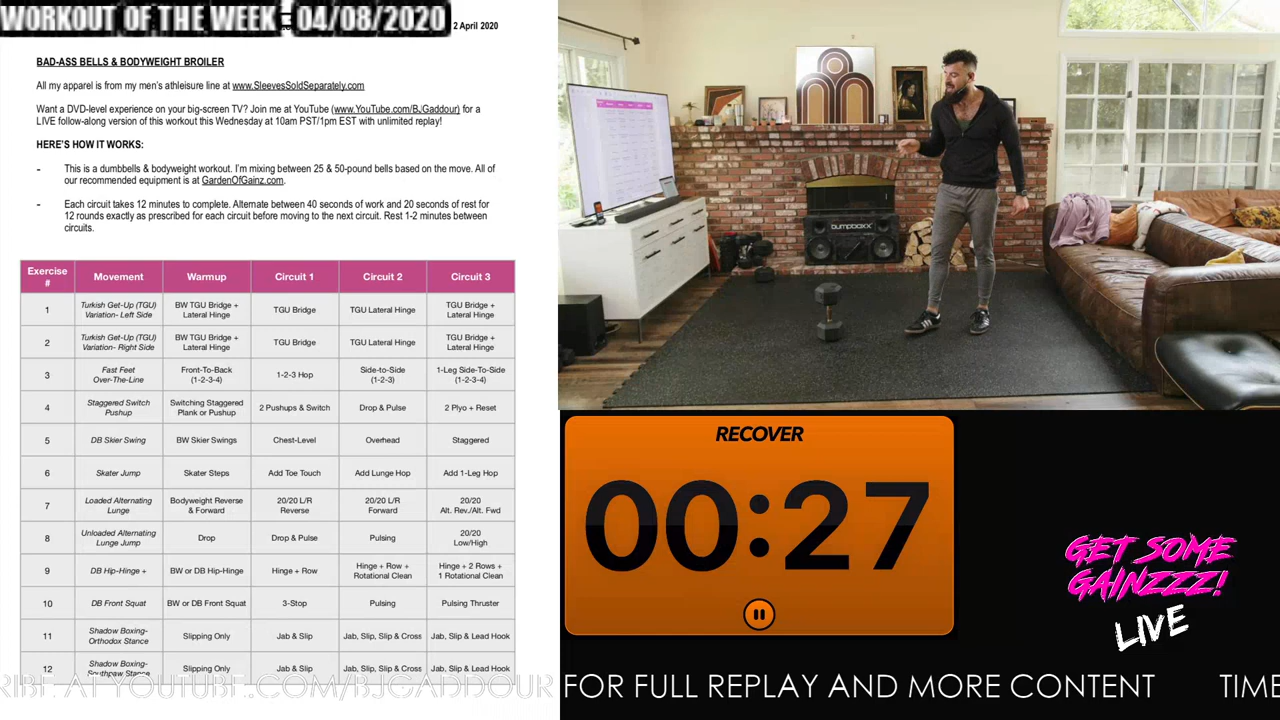 WORKOUT OF THE WEEK - 04/08/2020
2 April 2020
BAD-ASS BELLS & BODYWEIGHT BROILER
All my apparel is from my men's athleisure line at www.SleevesSoldSeparately.com
Want a DVD-level experience on your big-screen TV? Join me at YouTube (www.YouTube.com/BJGaddour) for a
LIVE follow-along version of this workout this Wednesday at 10am PST/1pm EST with unlimited replay!
HERE'S HOW IT WORKS:
- This is a dumbbells & bodyweight workout. I'm mixing between 25 & 50-pound bells based on the move. All of
our recommended equipment is at GardenOfGainz.com.
- Each circuit takes 12 minutes to complete. Alternate between 40 seconds of work and 20 seconds of rest for
12 rounds exactly as prescribed for each circuit before moving to the next circuit. Rest 1-2 minutes between
circuits.
Exercise # Movement Warmup Circuit 1 Circuit 2 Circuit 3
1 Turkish Get-Up (TGU) Variation- Left Side BW TGU Bridge + Lateral Hinge TGU Bridge TGU Lateral Hinge TGU Bridge + Lateral Hinge
2 Turkish Get-Up (TGU) Variation- Right Side BW TGU Bridge + Lateral Hinge TGU Bridge TGU Lateral Hinge TGU Bridge + Lateral Hinge
3 Fast Feet Over-The-Line Front-To-Back (1-2-3-4) 1-2-3 Hop Side-to-Side (1-2-3) 1-Leg Side-To-Side (1-2-3-4)
4 Staggered Switch Pushup Switching Staggered Plank or Pushup 2 Pushups & Switch Drop & Pulse 2 Plyo + Reset
5 DB Skier Swing BW Skier Swings Chest-Level Overhead Staggered
6 Skater Jump Skater Steps Add Toe Touch Add Lunge Hop Add 1-Leg Hop
7 Loaded Alternating Lunge Bodyweight Reverse & Forward 20/20 L/R Reverse 20/20 L/R Forward 20/20 Alt. Rev./Alt. Fwd
8 Unloaded Alternating Lunge Jump Drop Drop & Pulse Pulsing 20/20 Low/High
9 DB Hip-Hinge + BW or DB Hip-Hinge Hinge + Row Hinge + Row + Rotational Clean Hinge + 2 Rows + 1 Rotational Clean
10 DB Front Squat BW or DB Front Squat 3-Stop Pulsing Pulsing Thruster
11 Shadow Boxing- Orthodox Stance Slipping Only Jab & Slip Jab, Slip, Slip & Cross Jab, Slip & Lead Hook
12 Shadow Boxing- Southpaw Stance Slipping Only Jab & Slip Jab, Slip, Slip & Cross Jab, Slip & Lead Hook
bumpboxx
RECOVER
00:27
GET SOME
GAINZZZ!
LIVE
RIBE AT YOUTUBE.COM/BJGADDOUR FOR FULL REPLAY AND MORE CONTENT TIME